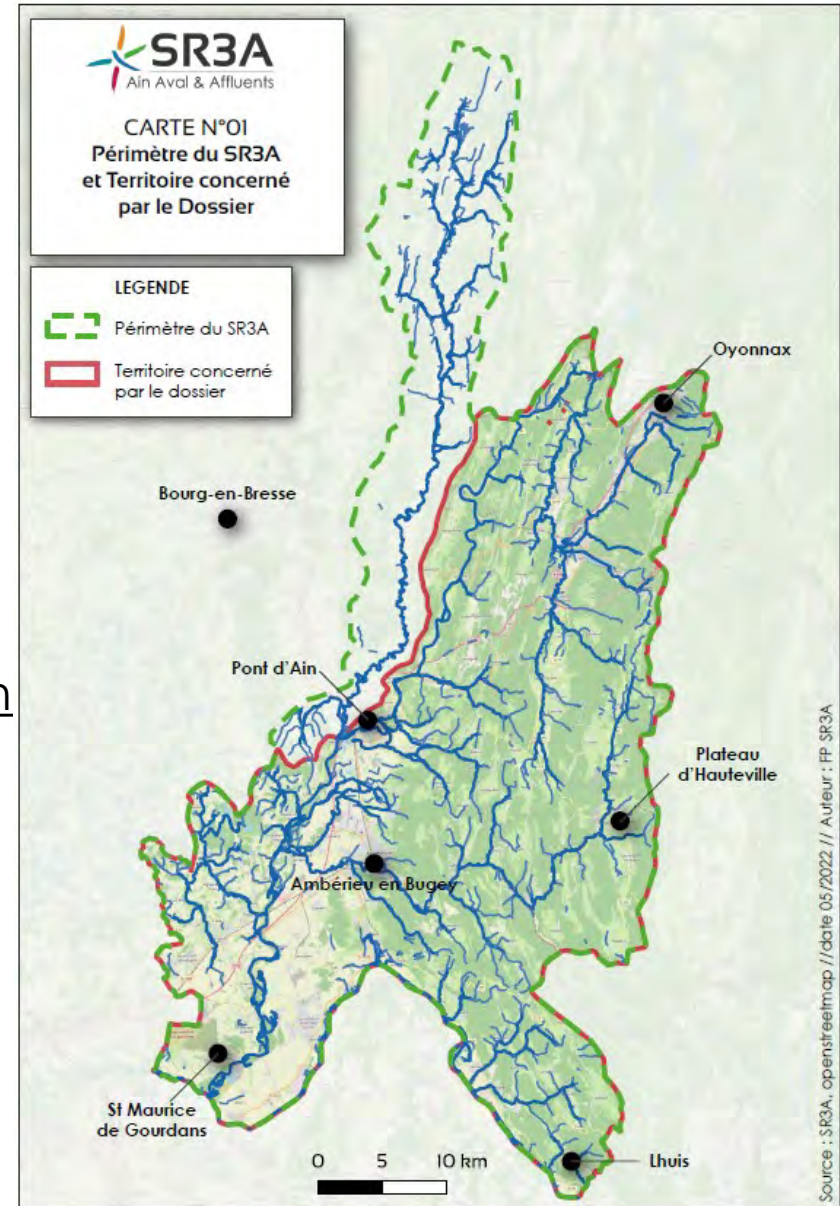 SR3A
Ain Aval & Affluents
CARTE N°01
Périmètre du SR3A
et Territoire concerné
par le Dossier
LEGENDE
Périmètre du SR3A
Territoire concerné
par le dossier
Oyonnax
Bourg-en-Bresse
n
Pont d'Ain
Plateau
d'Hauteville
Ambérieu en Bugey
St Maurice
de Gourdans
Lhuis
0 5 10 km
Source : SR3A, openstreetmap //date 05/2022 // Auteur : FP SR3A